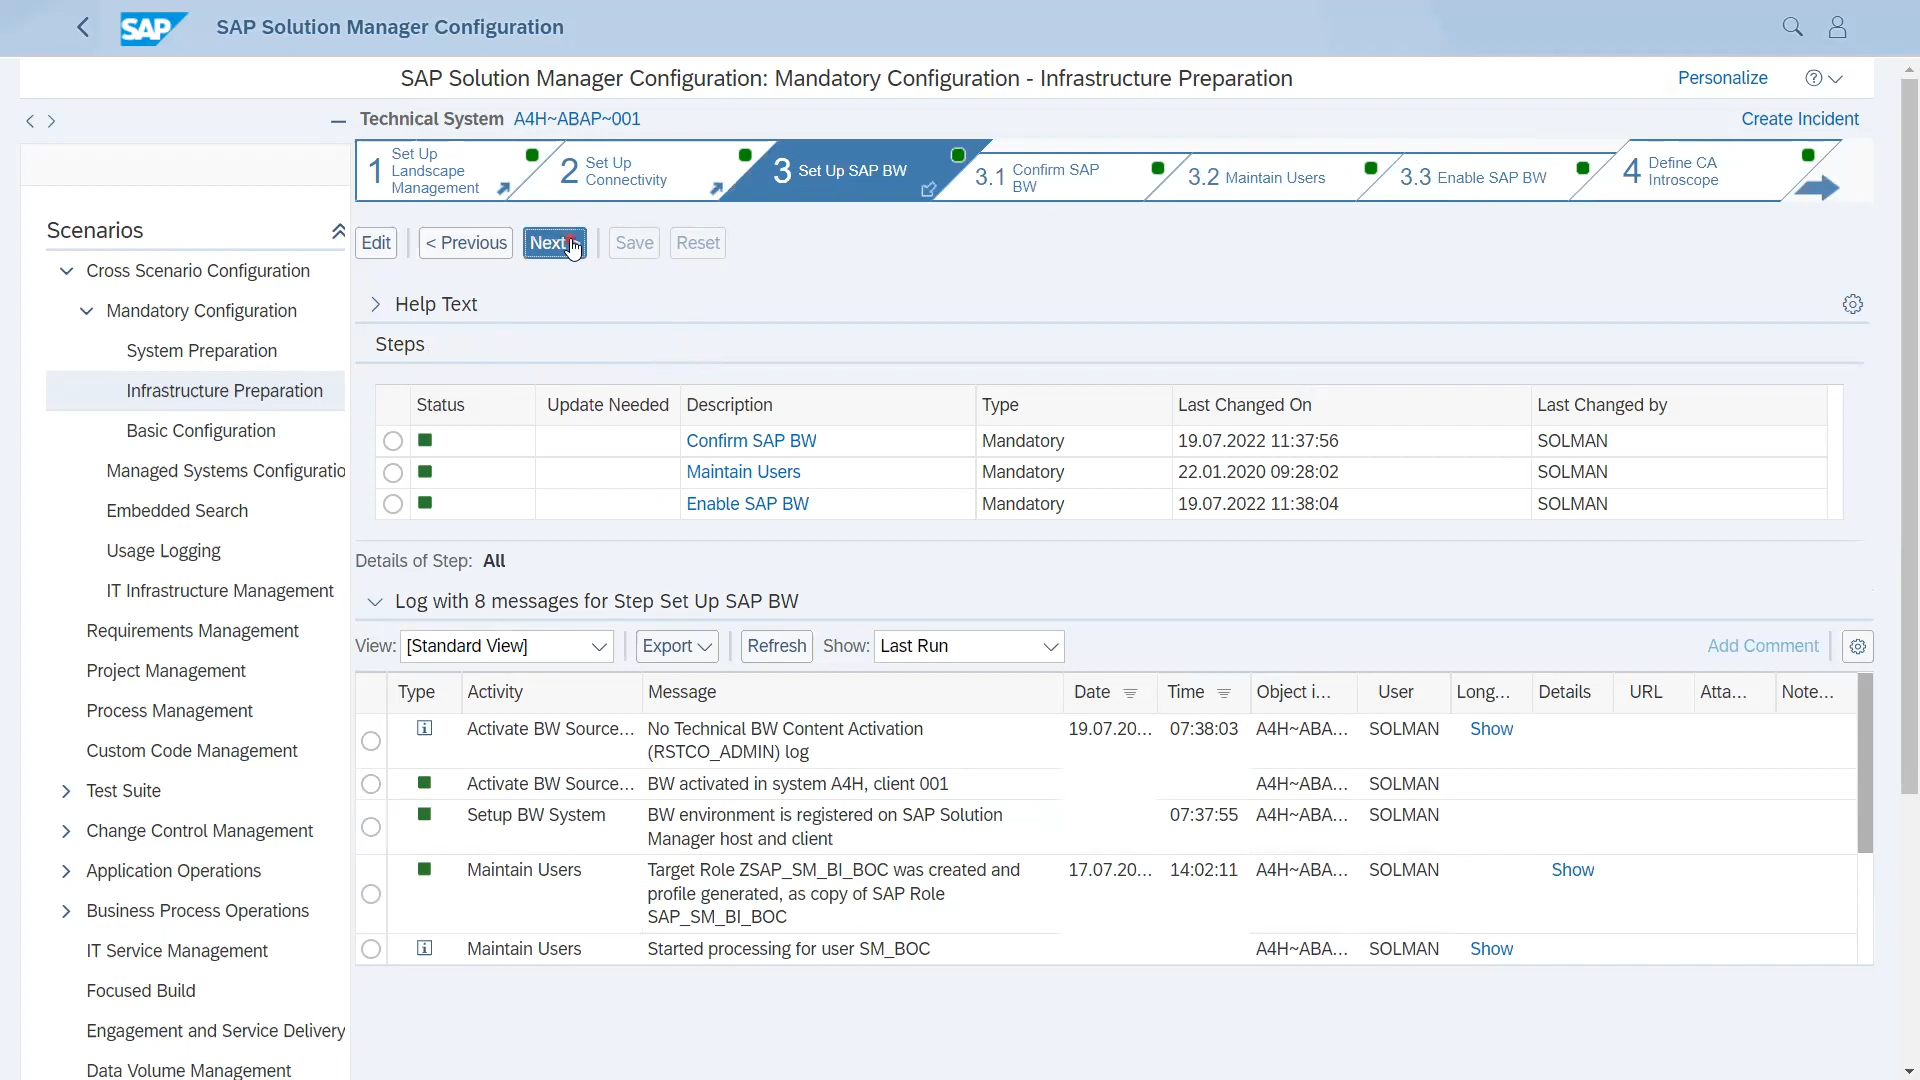 SAP SAP Solution Manager Configuration
SAP Solution Manager Configuration: Mandatory Configuration - Infrastructure Preparation
Personalize
Technical System A4H~ABAP~001
Create Incident
1 Set Up
Landscape
Management
2 Set Up
Connectivity
3 Set Up SAP BW
3.1 Confirm SAP
BW
3.2 Maintain Users
3.3 Enable SAP BW
4 Define CA
Introscope
Edit < Previous Next Save Reset
Scenarios
Cross Scenario Configuration
Mandatory Configuration
System Preparation
Infrastructure Preparation
Basic Configuration
Managed Systems Configuratio
Embedded Search
Usage Logging
IT Infrastructure Management
Requirements Management
Project Management
Process Management
Custom Code Management
Test Suite
Change Control Management
Application Operations
Business Process Operations
IT Service Management
Focused Build
Engagement and Service Delivery
Data Volume Management
Help Text
Steps
Status Update Needed Description Type Last Changed On Last Changed by
Confirm SAP BW Mandatory 19.07.2022 11:37:56 SOLMAN
Maintain Users Mandatory 22.01.2020 09:28:02 SOLMAN
Enable SAP BW Mandatory 19.07.2022 11:38:04 SOLMAN
Details of Step: All
Log with 8 messages for Step Set Up SAP BW
View: [Standard View] Export Refresh Show: Last Run Add Comment
Type Activity Message Date Time Object i... User Long... Details URL Atta... Note...
Activate BW Source... No Technical BW Content Activation 19.07.20... 07:38:03 A4H~ABA... SOLMAN Show
(RSTCO_ADMIN) log
Activate BW Source... BW activated in system A4H, client 001 A4H~ABA... SOLMAN
Setup BW System BW environment is registered on SAP Solution 07:37:55 A4H~ABA... SOLMAN
Manager host and client
Maintain Users Target Role ZSAP_SM_BI_BOC was created and 17.07.20... 14:02:11 A4H~ABA... SOLMAN Show
profile generated, as copy of SAP Role
SAP_SM_BI_BOC
Maintain Users Started processing for user SM_BOC A4H~ABA... SOLMAN Show